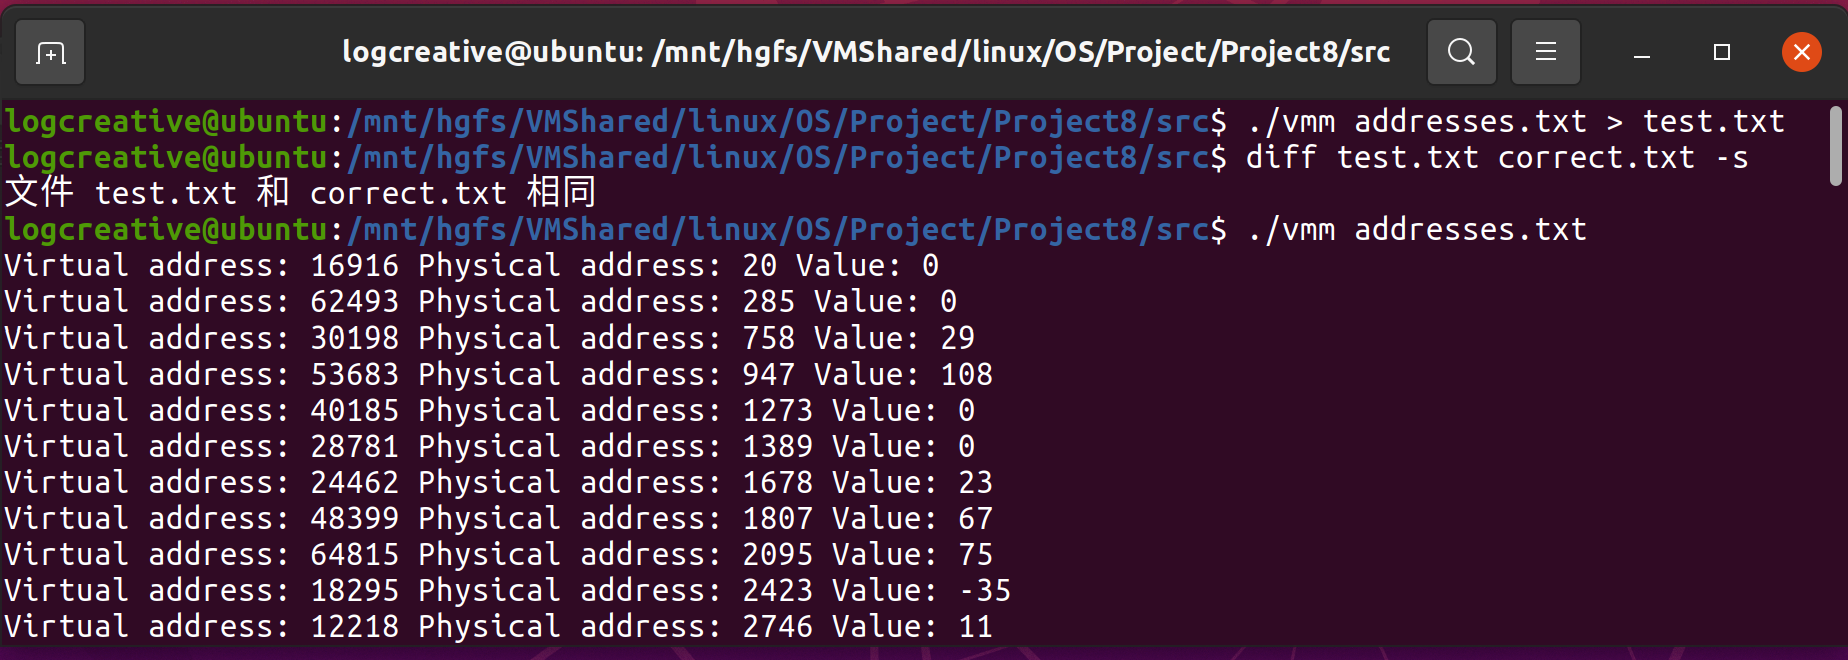 logcreative@ubuntu: /mnt/hgfs/VMShared/linux/OS/Project/Project8/src
logcreative@ubuntu:/mnt/hgfs/VMShared/linux/OS/Project/Project8/src$ ./vmm addresses.txt > test.txt
logcreative@ubuntu:/mnt/hgfs/VMShared/linux/OS/Project/Project8/src$ diff test.txt correct.txt -s
文件 test.txt 和 correct.txt 相同
logcreative@ubuntu:/mnt/hgfs/VMShared/linux/OS/Project/Project8/src$ ./vmm addresses.txt
Virtual address: 16916 Physical address: 20 Value: 0
Virtual address: 62493 Physical address: 285 Value: 0
Virtual address: 30198 Physical address: 758 Value: 29
Virtual address: 53683 Physical address: 947 Value: 108
Virtual address: 40185 Physical address: 1273 Value: 0
Virtual address: 28781 Physical address: 1389 Value: 0
Virtual address: 24462 Physical address: 1678 Value: 23
Virtual address: 48399 Physical address: 1807 Value: 67
Virtual address: 64815 Physical address: 2095 Value: 75
Virtual address: 18295 Physical address: 2423 Value: -35
Virtual address: 12218 Physical address: 2746 Value: 11